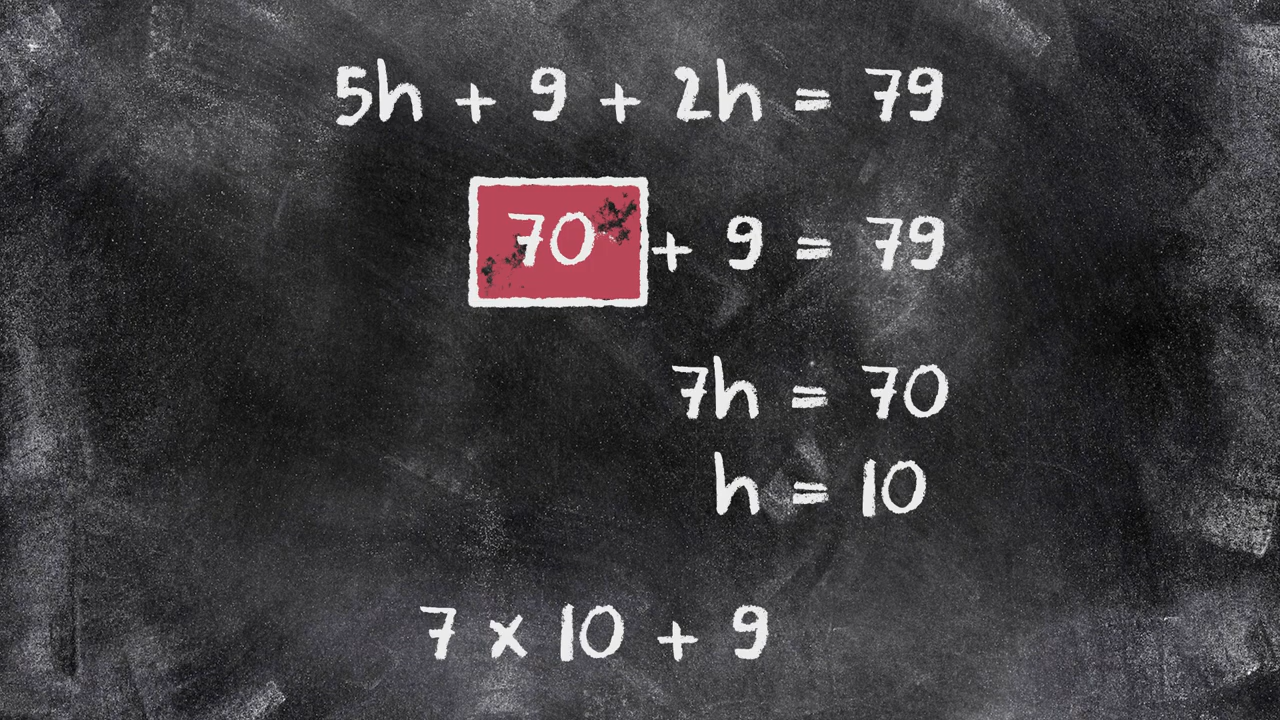 5h + 9 + 2h = 79
70 + 9 = 79
7h = 70
h = 10
7 x 10 + 9